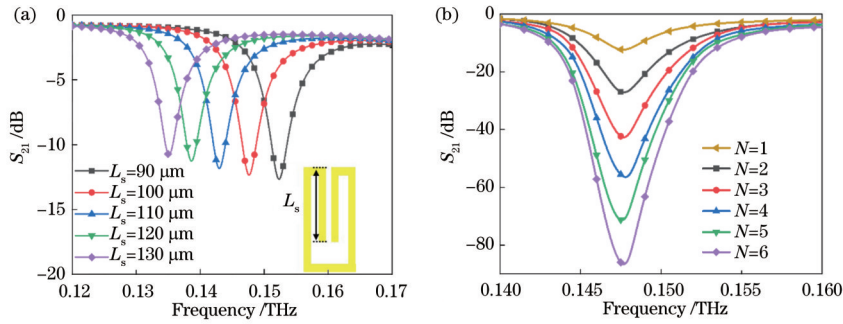 (a)
0
−5
−10
−15
−20
S21/dB
Ls=90 μm
Ls=100 μm
Ls=110 μm
Ls=120 μm
Ls=130 μm
Ls
0.12 0.13 0.14 0.15 0.16 0.17
Frequency /THz
(b)
0
−20
−40
−60
−80
S21/dB
N=1
N=2
N=3
N=4
N=5
N=6
0.140 0.145 0.150 0.155 0.160
Frequency /THz